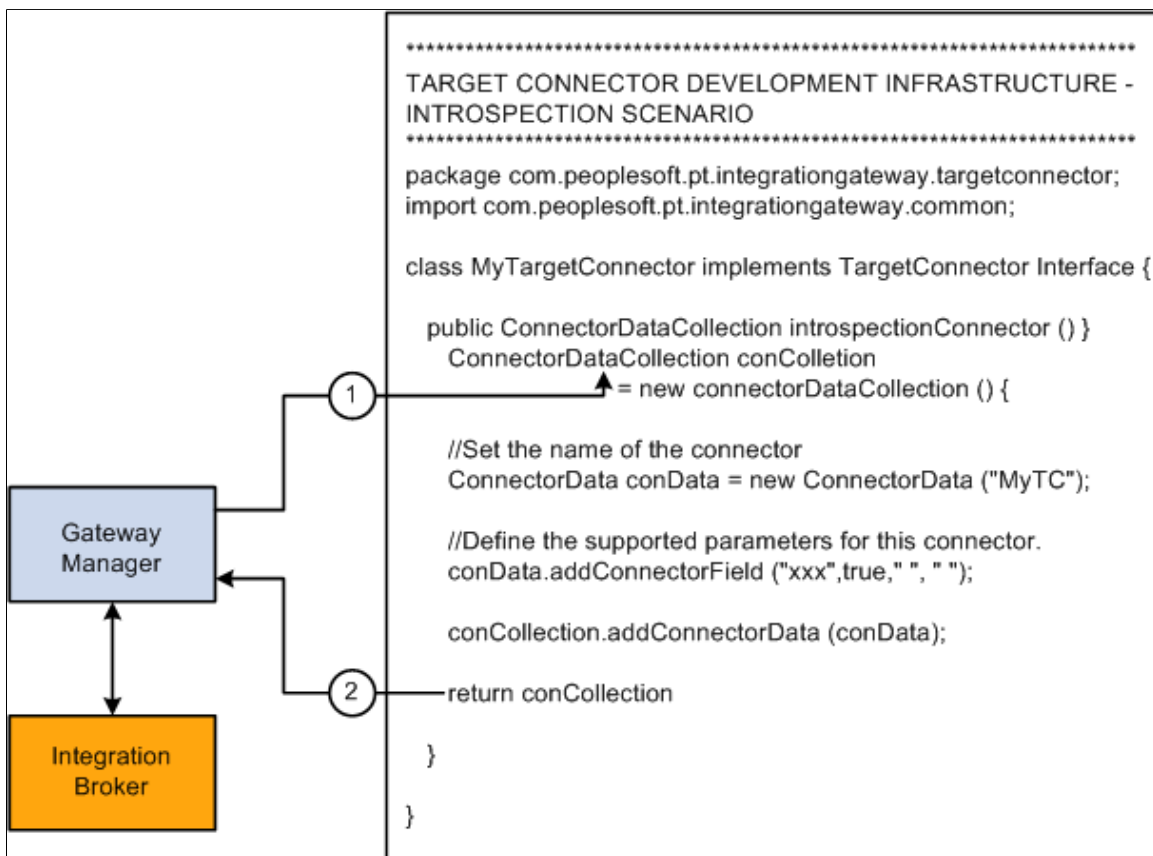 ****************************************************************************
TARGET CONNECTOR DEVELOPMENT INFRASTRUCTURE -
INTROSPECTION SCENARIO
****************************************************************************
package com.peoplesoft.pt.integrationgateway.targetconnector;
import com.peoplesoft.pt.integrationgateway.common;
class MyTargetConnector implements TargetConnector Interface {
public ConnectorDataCollection introspectionConnector () }
ConnectorDataCollection conColletion
= new connectorDataCollection () {
//Set the name of the connector
ConnectorData conData = new ConnectorData ("MyTC");
//Define the supported parameters for this connector.
conData.addConnectorField ("xxx",true," ", " ");
conCollection.addConnectorData (conData);
return conCollection
}
}
1
2
Gateway
Manager
Integration
Broker